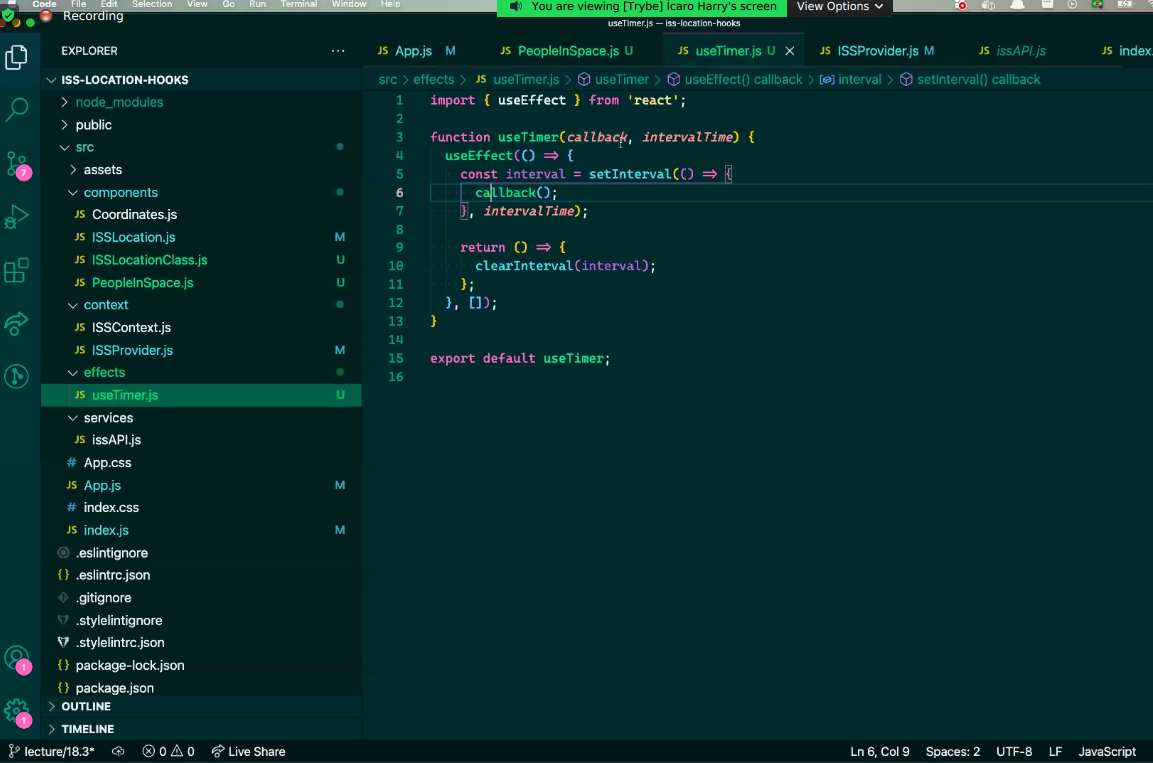 Code File Edit Selection View Go Run Terminal Window Help
You are viewing [Trybe] Ícaro Harry's screen
View Options
Recording
useTimer.js — iss-location-hooks
EXPLORER ...
JS App.js M
JS PeopleInSpace.js U
JS useTimer.js U
JS ISSProvider.js M
JS issAPI.js
JS index.
src > effects > JS useTimer.js > useTimer > useEffect() callback > interval > setInterval() callback
ISS-LOCATION-HOOKS
node_modules
public
src
assets
components
JS Coordinates.js
JS ISSLocation.js M
JS ISSLocationClass.js U
JS PeopleInSpace.js U
context
JS ISSContext.js
JS ISSProvider.js M
effects
JS useTimer.js U
services
JS issAPI.js
# App.css
JS App.js M
# index.css
JS index.js M
.eslintignore
{} .eslintrc.json
.gitignore
.stylelintignore
.stylelintrc.json
{} package-lock.json
{} package.json
OUTLINE
TIMELINE
7
1
1
1 import { useEffect } from 'react';
2
3 function useTimer(callback, intervalTime) {
4 useEffect(() => {
5 const interval = setInterval(() => {
6 callback();
7 }, intervalTime);
8
9 return () => {
10 clearInterval(interval);
11 };
12 }, []);
13 }
14
15 export default useTimer;
16
lecture/18.3* 0 0 Live Share
Ln 6, Col 9 Spaces: 2 UTF-8 LF JavaScript